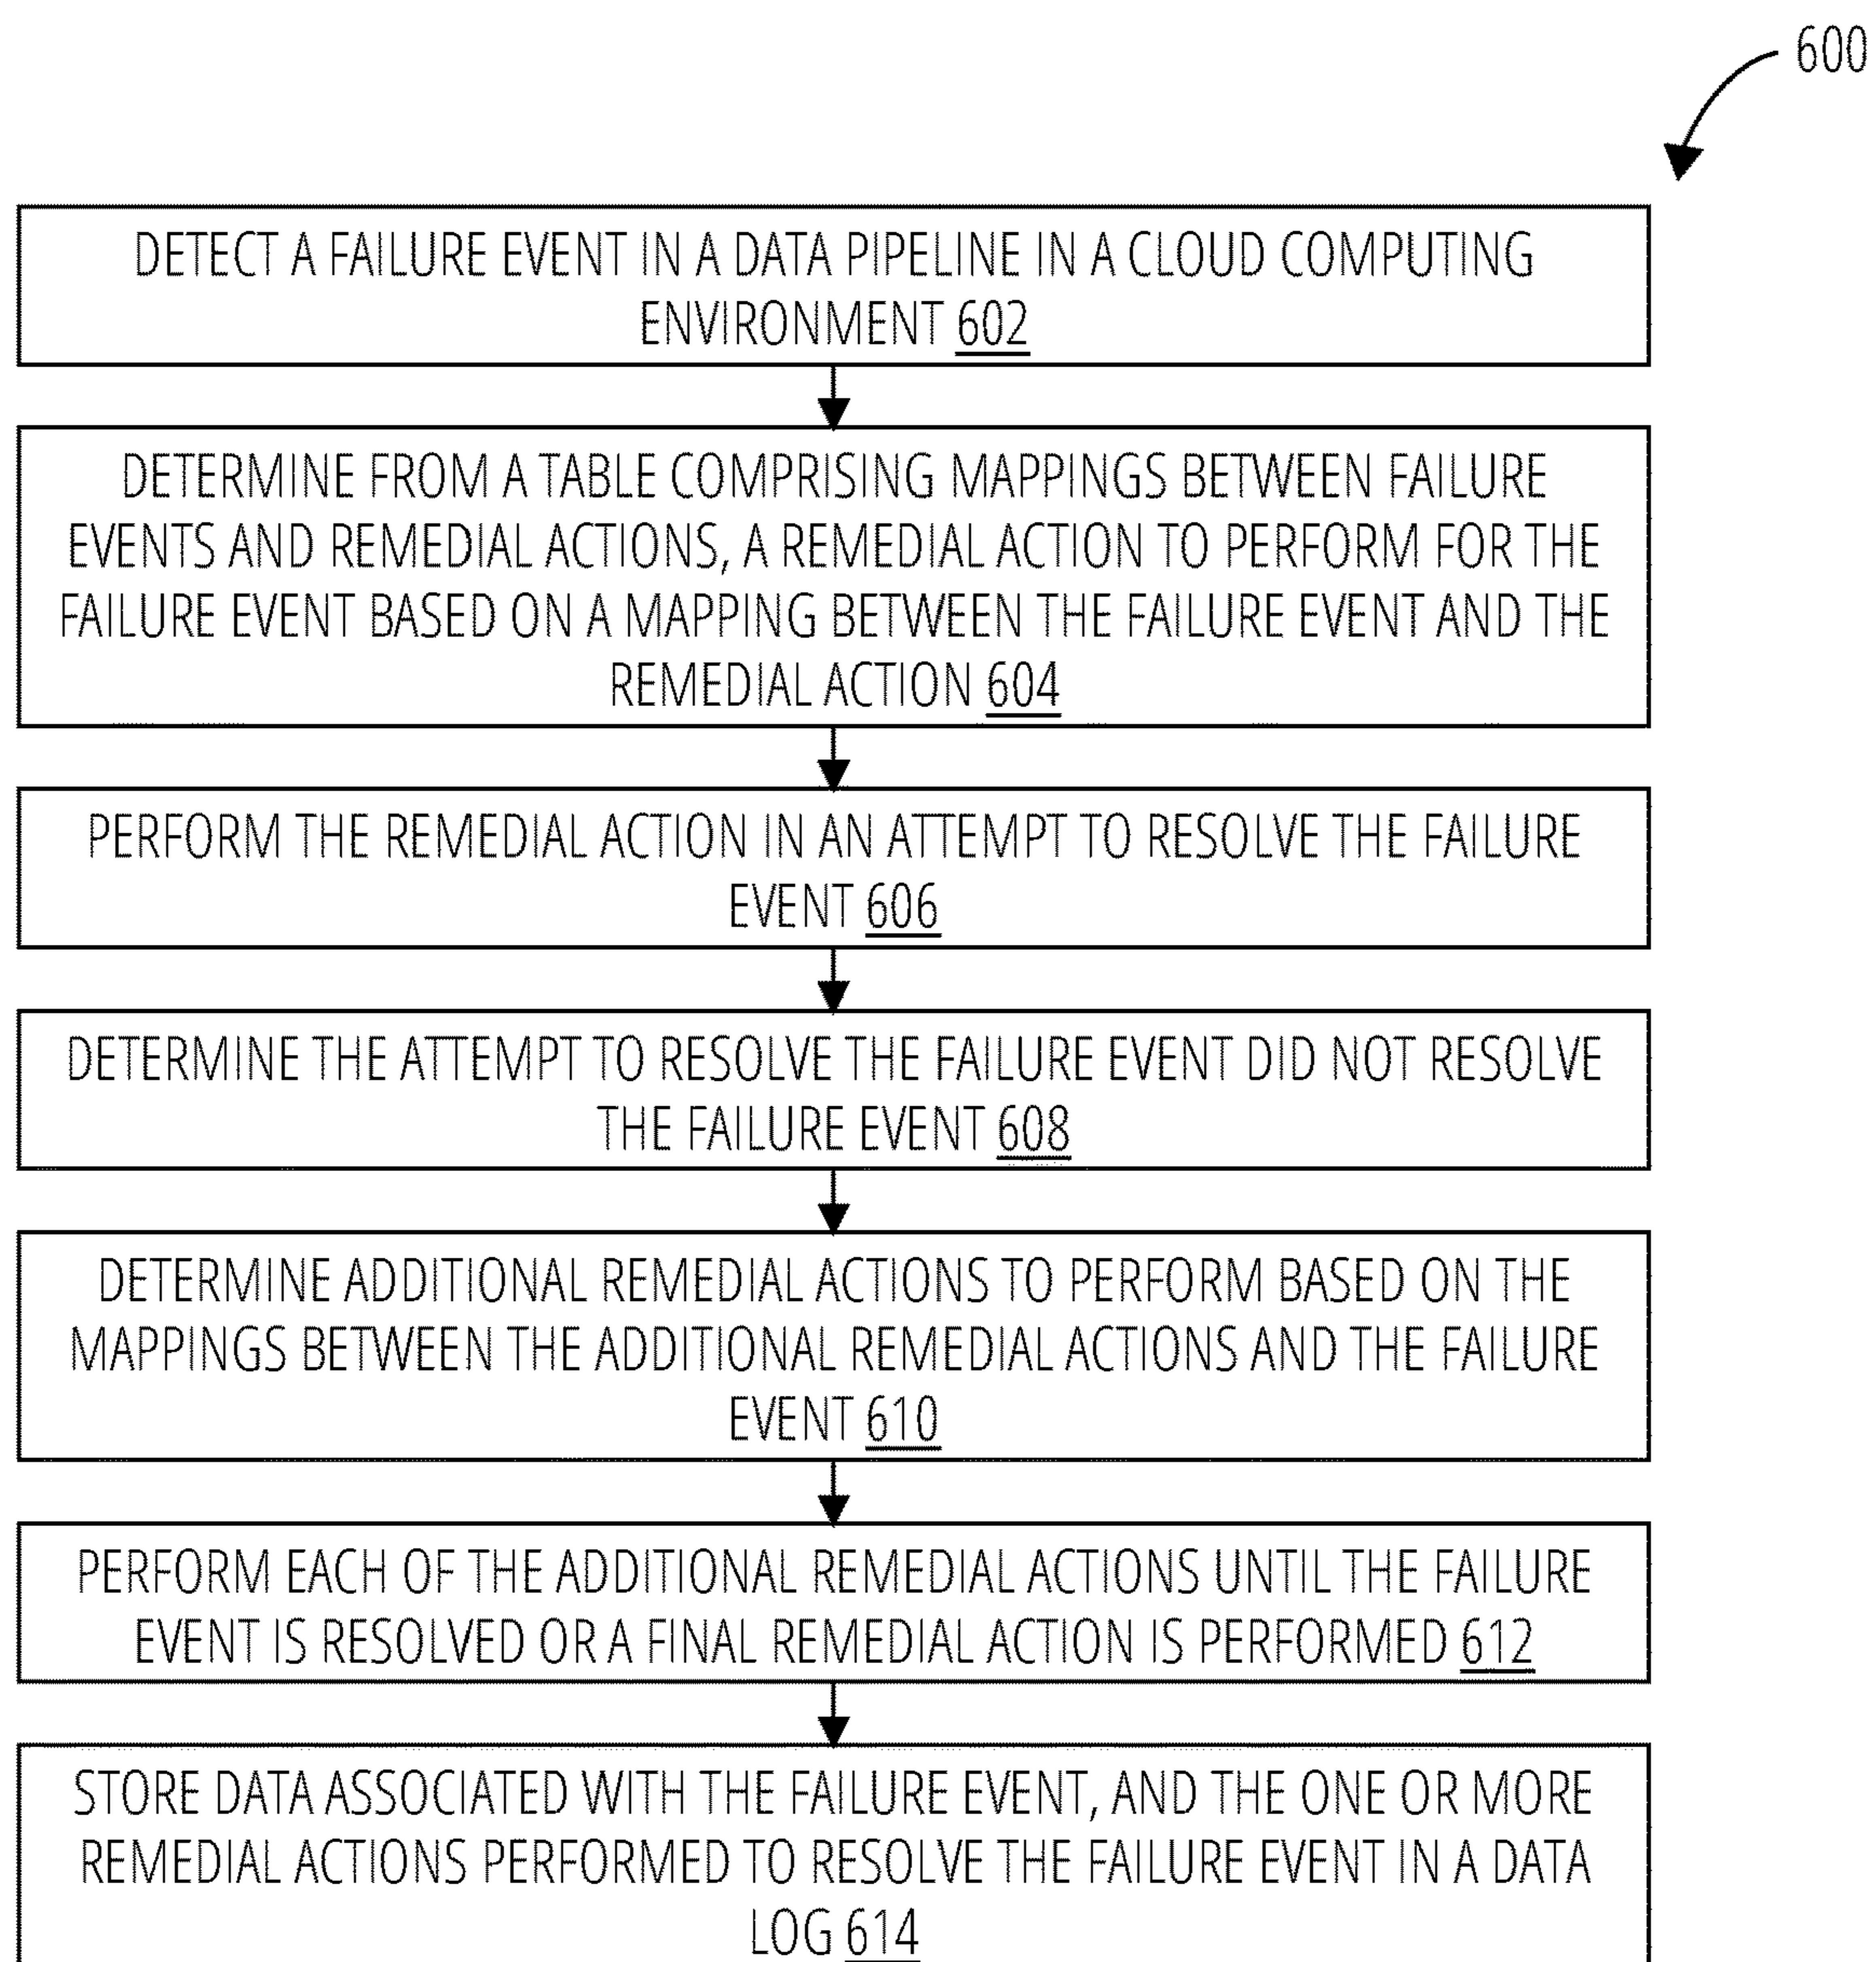 600
DETECT A FAILURE EVENT IN A DATA PIPELINE IN A CLOUD COMPUTING
ENVIRONMENT 602
DETERMINE FROM A TABLE COMPRISING MAPPINGS BETWEEN FAILURE
EVENTS AND REMEDIAL ACTIONS, A REMEDIAL ACTION TO PERFORM FOR THE
FAILURE EVENT BASED ON A MAPPING BETWEEN THE FAILURE EVENT AND THE
REMEDIAL ACTION 604
PERFORM THE REMEDIAL ACTION IN AN ATTEMPT TO RESOLVE THE FAILURE
EVENT 606
DETERMINE THE ATTEMPT TO RESOLVE THE FAILURE EVENT DID NOT RESOLVE
THE FAILURE EVENT 608
DETERMINE ADDITIONAL REMEDIAL ACTIONS TO PERFORM BASED ON THE
MAPPINGS BETWEEN THE ADDITIONAL REMEDIAL ACTIONS AND THE FAILURE
EVENT 610
PERFORM EACH OF THE ADDITIONAL REMEDIAL ACTIONS UNTIL THE FAILURE
EVENT IS RESOLVED OR A FINAL REMEDIAL ACTION IS PERFORMED 612
STORE DATA ASSOCIATED WITH THE FAILURE EVENT, AND THE ONE OR MORE
REMEDIAL ACTIONS PERFORMED TO RESOLVE THE FAILURE EVENT IN A DATA
LOG 614